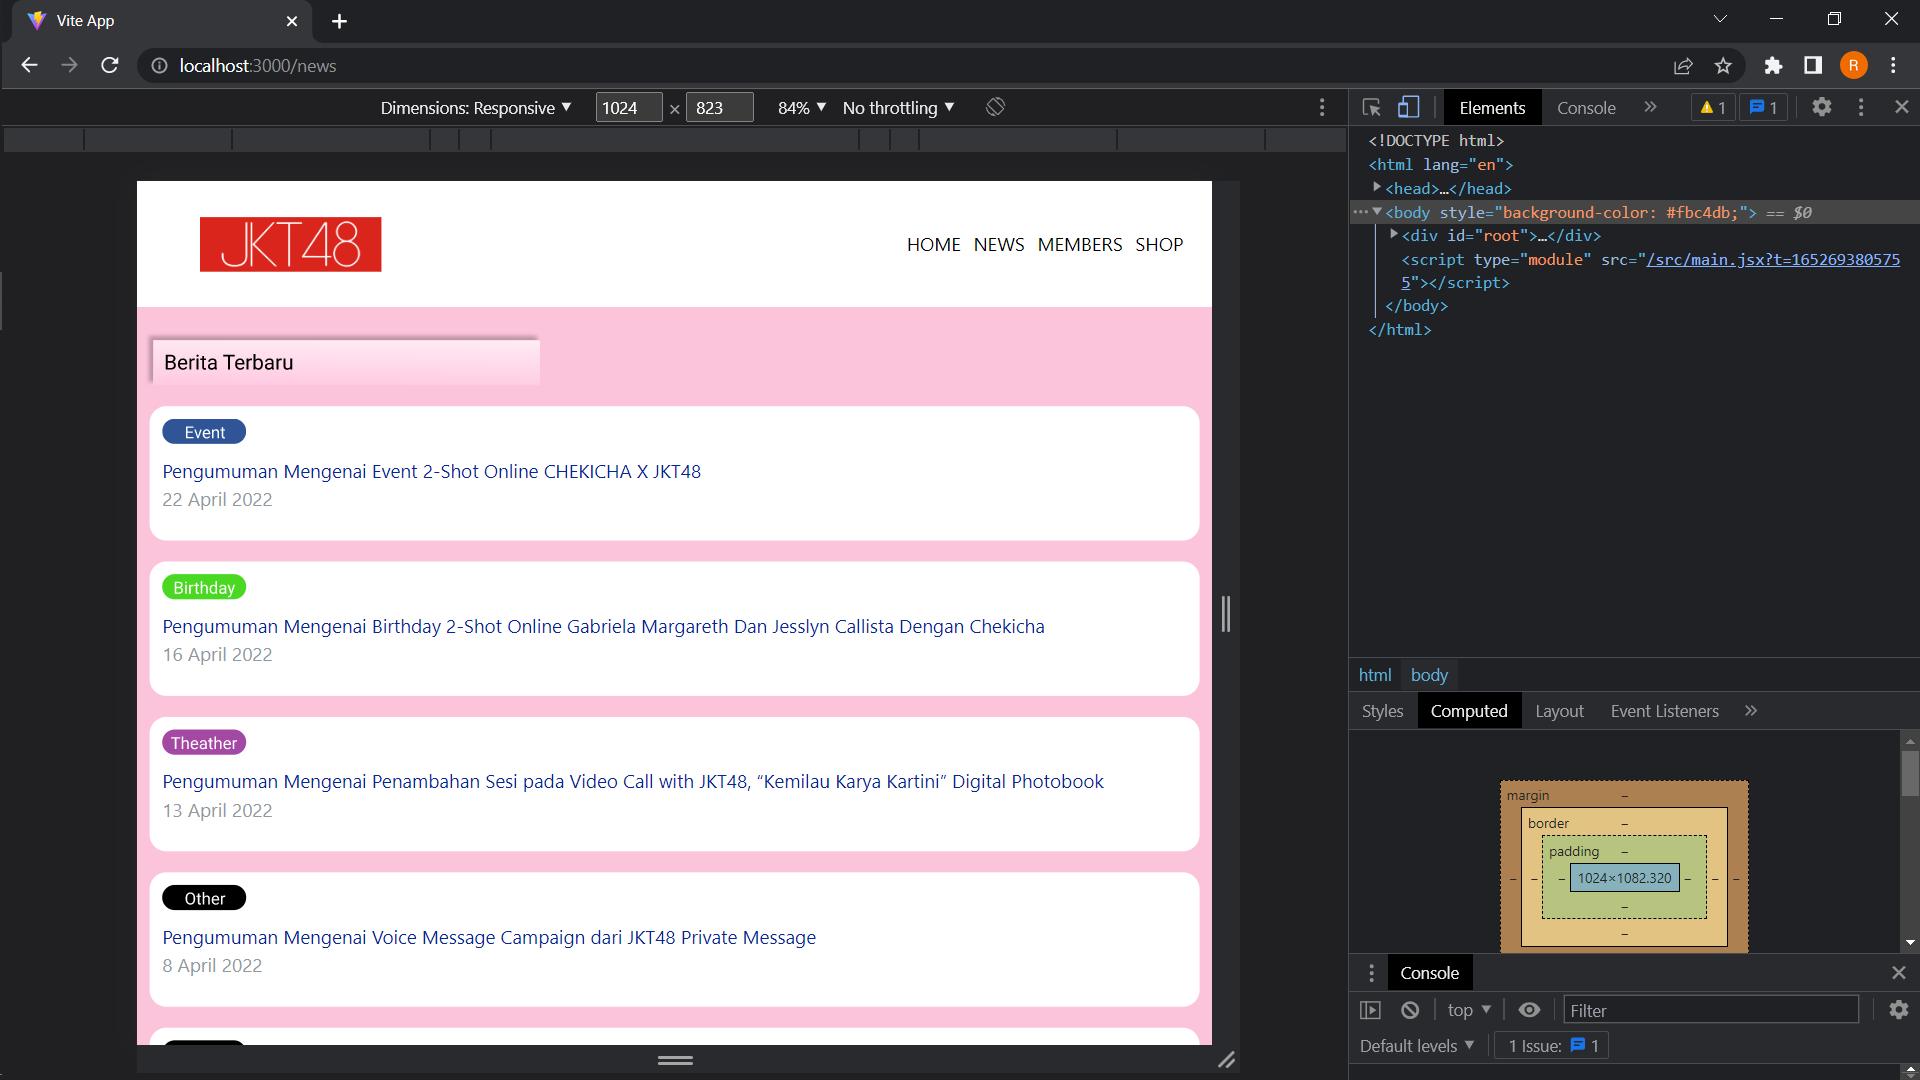 Vite App
localhost:3000/news
R
Dimensions: Responsive
1024 × 823
84%
No throttling
Elements
Console
1
1
<!DOCTYPE html>
<html lang="en">
<head>…</head>
<body style="background-color: #fbc4db;"> == $0
<div id="root">…</div>
<script type="module" src="/src/main.jsx?t=165269380575
5"></script>
</body>
</html>
JKT48
HOME NEWS MEMBERS SHOP
Berita Terbaru
Event
Pengumuman Mengenai Event 2-Shot Online CHEKICHA X JKT48
22 April 2022
Birthday
Pengumuman Mengenai Birthday 2-Shot Online Gabriela Margareth Dan Jesslyn Callista Dengan Chekicha
16 April 2022
Theather
Pengumuman Mengenai Penambahan Sesi pada Video Call with JKT48, “Kemilau Karya Kartini” Digital Photobook
13 April 2022
Other
Pengumuman Mengenai Voice Message Campaign dari JKT48 Private Message
8 April 2022
html body
Styles Computed Layout Event Listeners
margin –
border –
padding –
– – – 1024×1082.320 – – –
–
–
Console
top
Filter
Default levels
1 Issue: 1